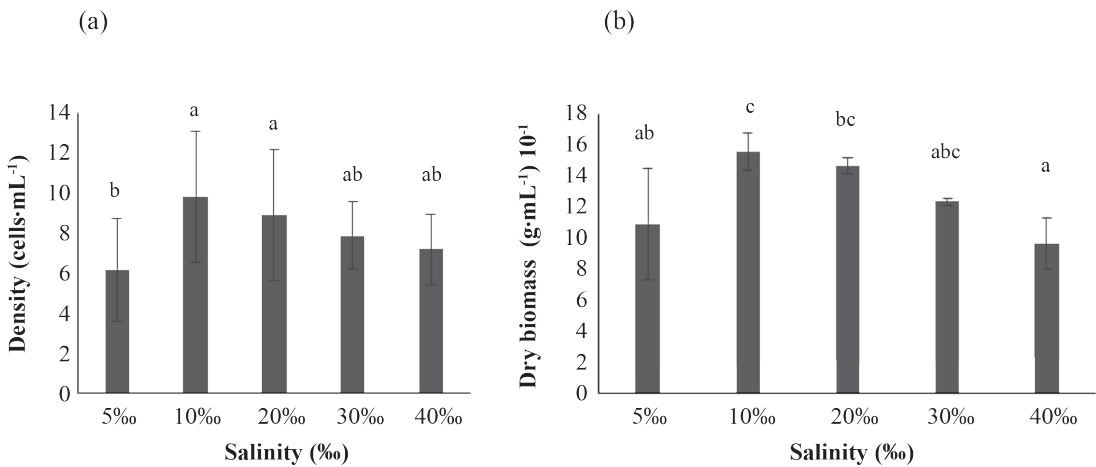 (a)
Density (cells·mL⁻¹)
14
12
10
8
6
4
2
0
b
a
a
ab
ab
5‰ 10‰ 20‰ 30‰ 40‰
Salinity (‰)
(b)
Dry biomass (g·mL⁻¹) 10⁻¹
18
16
14
12
10
8
6
4
2
0
ab
c
bc
abc
a
5‰ 10‰ 20‰ 30‰ 40‰
Salinity (‰)